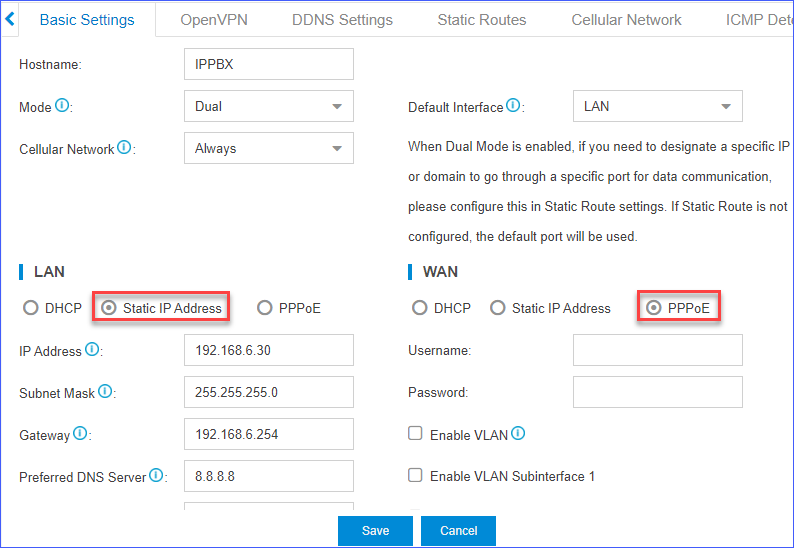 Basic Settings OpenVPN DDNS Settings Static Routes Cellular Network ICMP Dete
Hostname: IPPBX
Mode i: Dual Default Interface i: LAN
Cellular Network i: Always
When Dual Mode is enabled, if you need to designate a specific IP
or domain to go through a specific port for data communication,
please configure this in Static Route settings. If Static Route is not
configured, the default port will be used.
LAN WAN
DHCP Static IP Address PPPoE DHCP Static IP Address PPPoE
IP Address i: 192.168.6.30 Username:
Subnet Mask i: 255.255.255.0 Password:
Gateway i: 192.168.6.254 Enable VLAN i
Preferred DNS Server i: 8.8.8.8 Enable VLAN Subinterface 1
Save Cancel